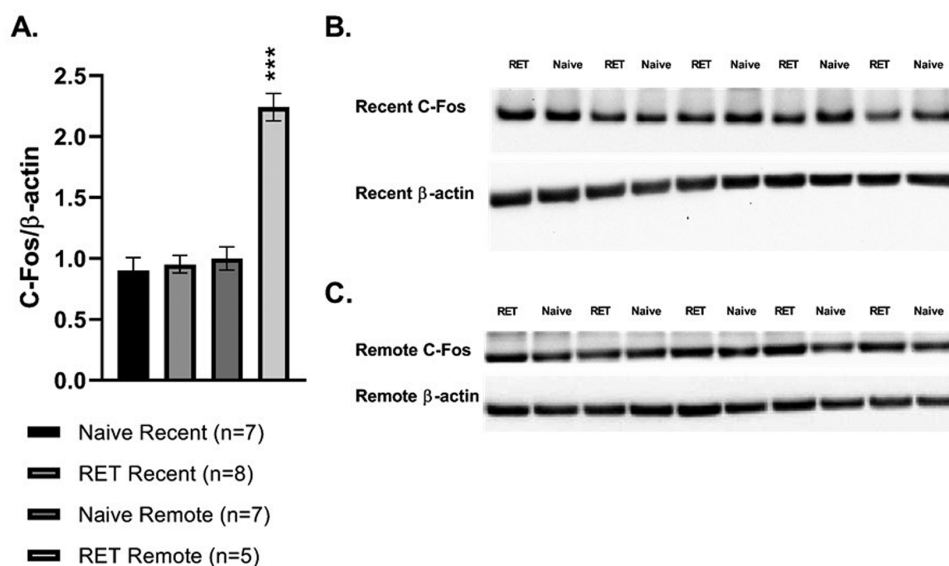 A.
C-Fos/β-actin
2.5
2.0
1.5
1.0
0.5
0.0
***
Naive Recent (n=7)
RET Recent (n=8)
Naive Remote (n=7)
RET Remote (n=5)
B.
RET Naive RET Naive RET Naive RET Naive RET Naive
Recent C-Fos
Recent β-actin
C.
RET Naive RET Naive RET Naive RET Naive RET Naive
Remote C-Fos
Remote β-actin